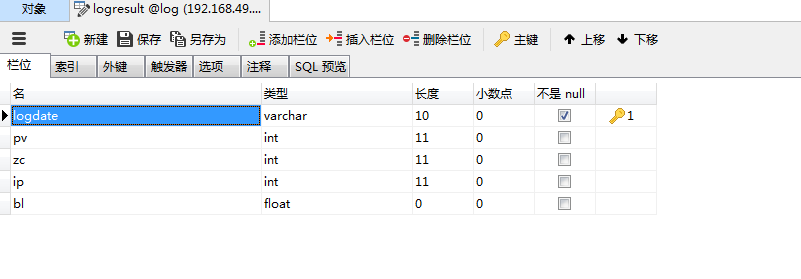 对象 logresult @log (192.168.49....
新建 保存 另存为 添加栏位 插入栏位 删除栏位 主键 上移 下移
栏位 索引 外键 触发器 选项 注释 SQL 预览
名 类型 长度 小数点 不是 null
logdate varchar 10 0 1
pv int 11 0
zc int 11 0
ip int 11 0
bl float 0 0